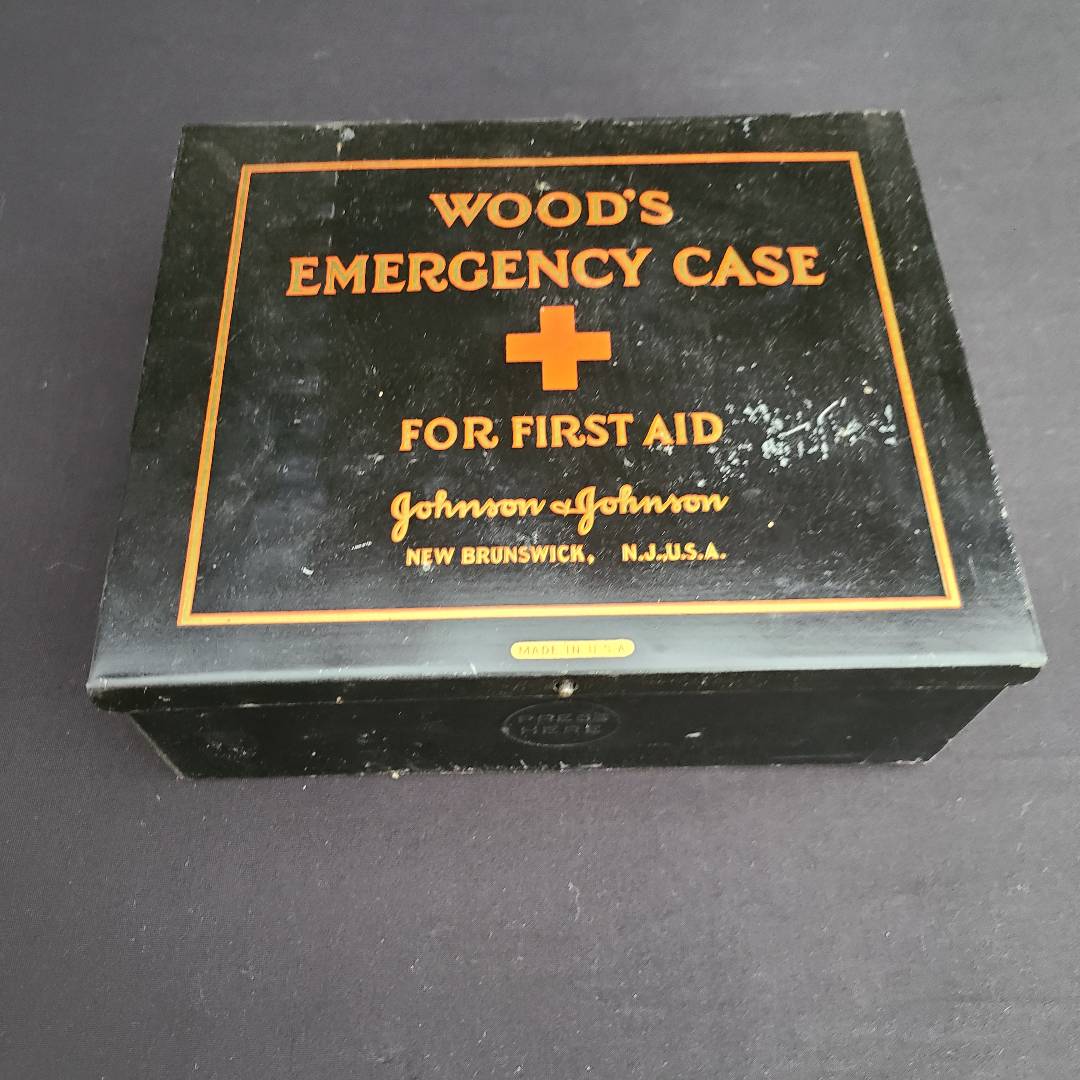 WOOD'S
EMERGENCY CASE
FOR FIRST AID
Johnson & Johnson
NEW BRUNSWICK, N.J., U.S.A.
MADE IN U.S.A.
PRESS
HERE